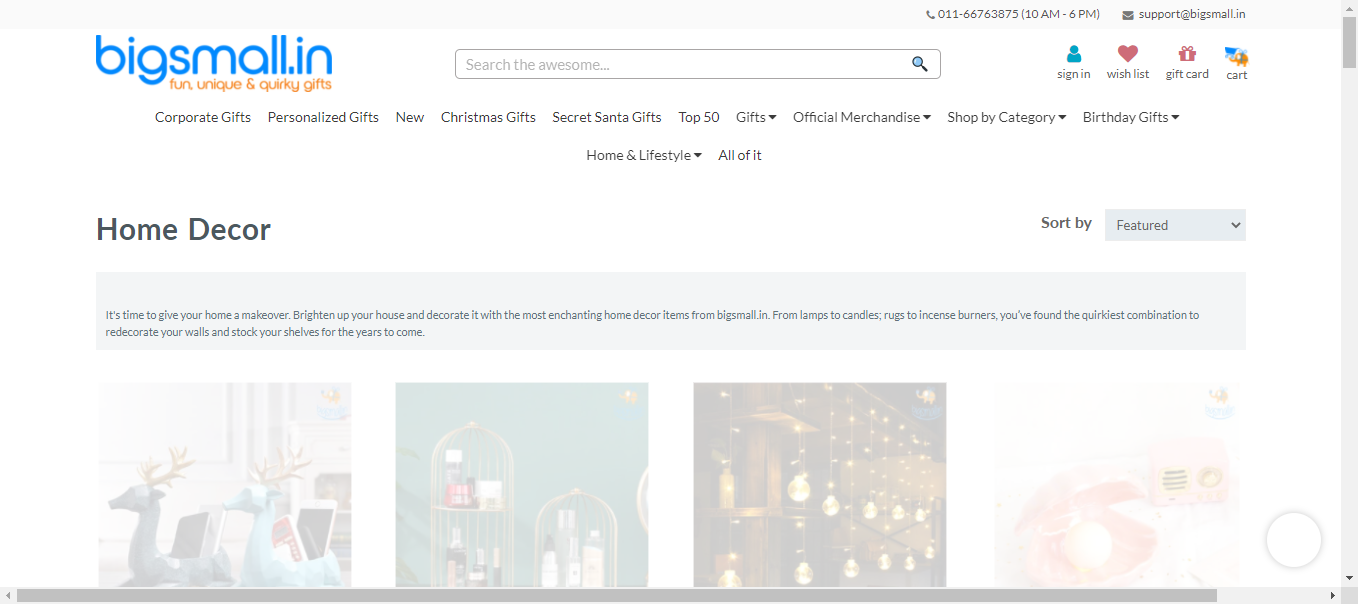 011-66763875 (10 AM - 6 PM) support@bigsmall.in
bigsmall.in
fun, unique & quirky gifts
Search the awesome...
sign in wish list gift card cart
Corporate Gifts Personalized Gifts New Christmas Gifts Secret Santa Gifts Top 50 Gifts Official Merchandise Shop by Category Birthday Gifts
Home & Lifestyle All of it
Home Decor
Sort by Featured
It's time to give your home a makeover. Brighten up your house and decorate it with the most enchanting home decor items from bigsmall.in. From lamps to candles; rugs to incense burners, you've found the quirkiest combination to
redecorate your walls and stock your shelves for the years to come.